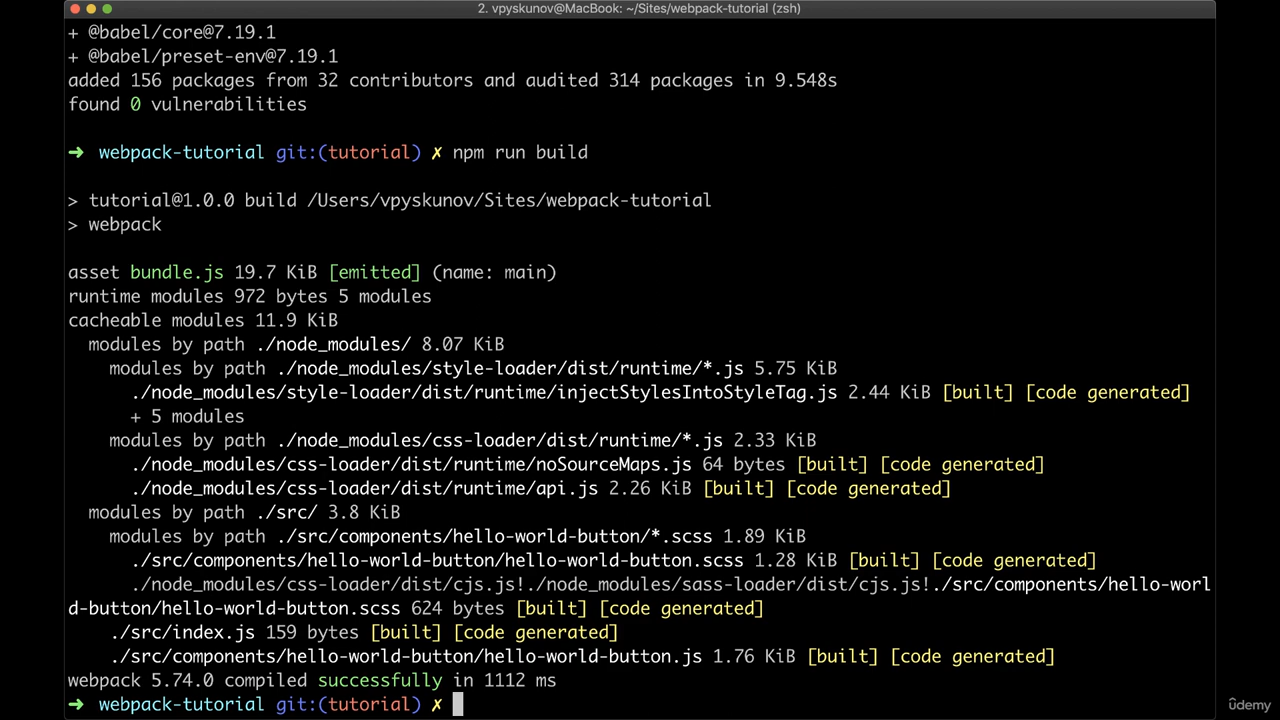 2. vpyskunov@MacBook: ~/Sites/webpack-tutorial (zsh)
+ @babel/core@7.19.1
+ @babel/preset-env@7.19.1
added 156 packages from 32 contributors and audited 314 packages in 9.548s
found 0 vulnerabilities
➜ webpack-tutorial git:(tutorial) ✗ npm run build
> tutorial@1.0.0 build /Users/vpyskunov/Sites/webpack-tutorial
> webpack
asset bundle.js 19.7 KiB [emitted] (name: main)
runtime modules 972 bytes 5 modules
cacheable modules 11.9 KiB
modules by path ./node_modules/ 8.07 KiB
modules by path ./node_modules/style-loader/dist/runtime/*.js 5.75 KiB
./node_modules/style-loader/dist/runtime/injectStylesIntoStyleTag.js 2.44 KiB [built] [code generated]
+ 5 modules
modules by path ./node_modules/css-loader/dist/runtime/*.js 2.33 KiB
./node_modules/css-loader/dist/runtime/noSourceMaps.js 64 bytes [built] [code generated]
./node_modules/css-loader/dist/runtime/api.js 2.26 KiB [built] [code generated]
modules by path ./src/ 3.8 KiB
modules by path ./src/components/hello-world-button/*.scss 1.89 KiB
./src/components/hello-world-button/hello-world-button.scss 1.28 KiB [built] [code generated]
./node_modules/css-loader/dist/cjs.js!./node_modules/sass-loader/dist/cjs.js!./src/components/hello-worl
d-button/hello-world-button.scss 624 bytes [built] [code generated]
./src/index.js 159 bytes [built] [code generated]
./src/components/hello-world-button/hello-world-button.js 1.76 KiB [built] [code generated]
webpack 5.74.0 compiled successfully in 1112 ms
➜ webpack-tutorial git:(tutorial) ✗
ûdemy